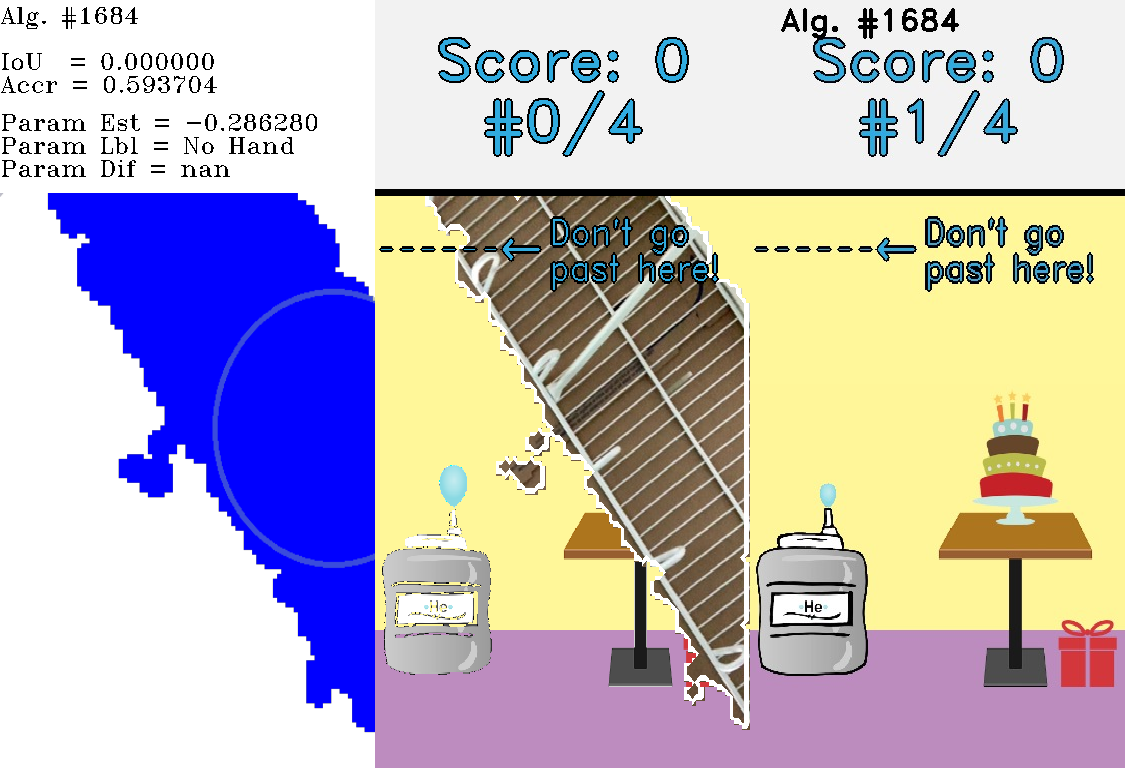 Alg. #1684
IoU = 0.000000
Accr = 0.593704
Param Est = −0.286280
Param Lbl = No Hand
Param Dif = nan
Score: 0
#0/4
Don't go
past here!
He
Alg. #1684
Score: 0
#1/4
Don't go
past here!
He